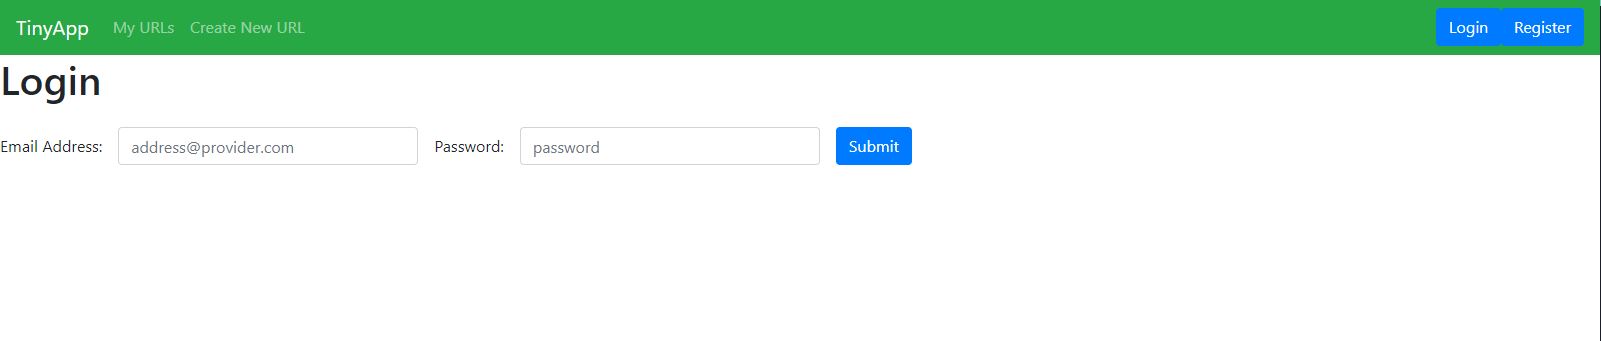 TinyApp My URLs Create New URL Login Register
Login
Email Address: address@provider.com Password: password Submit